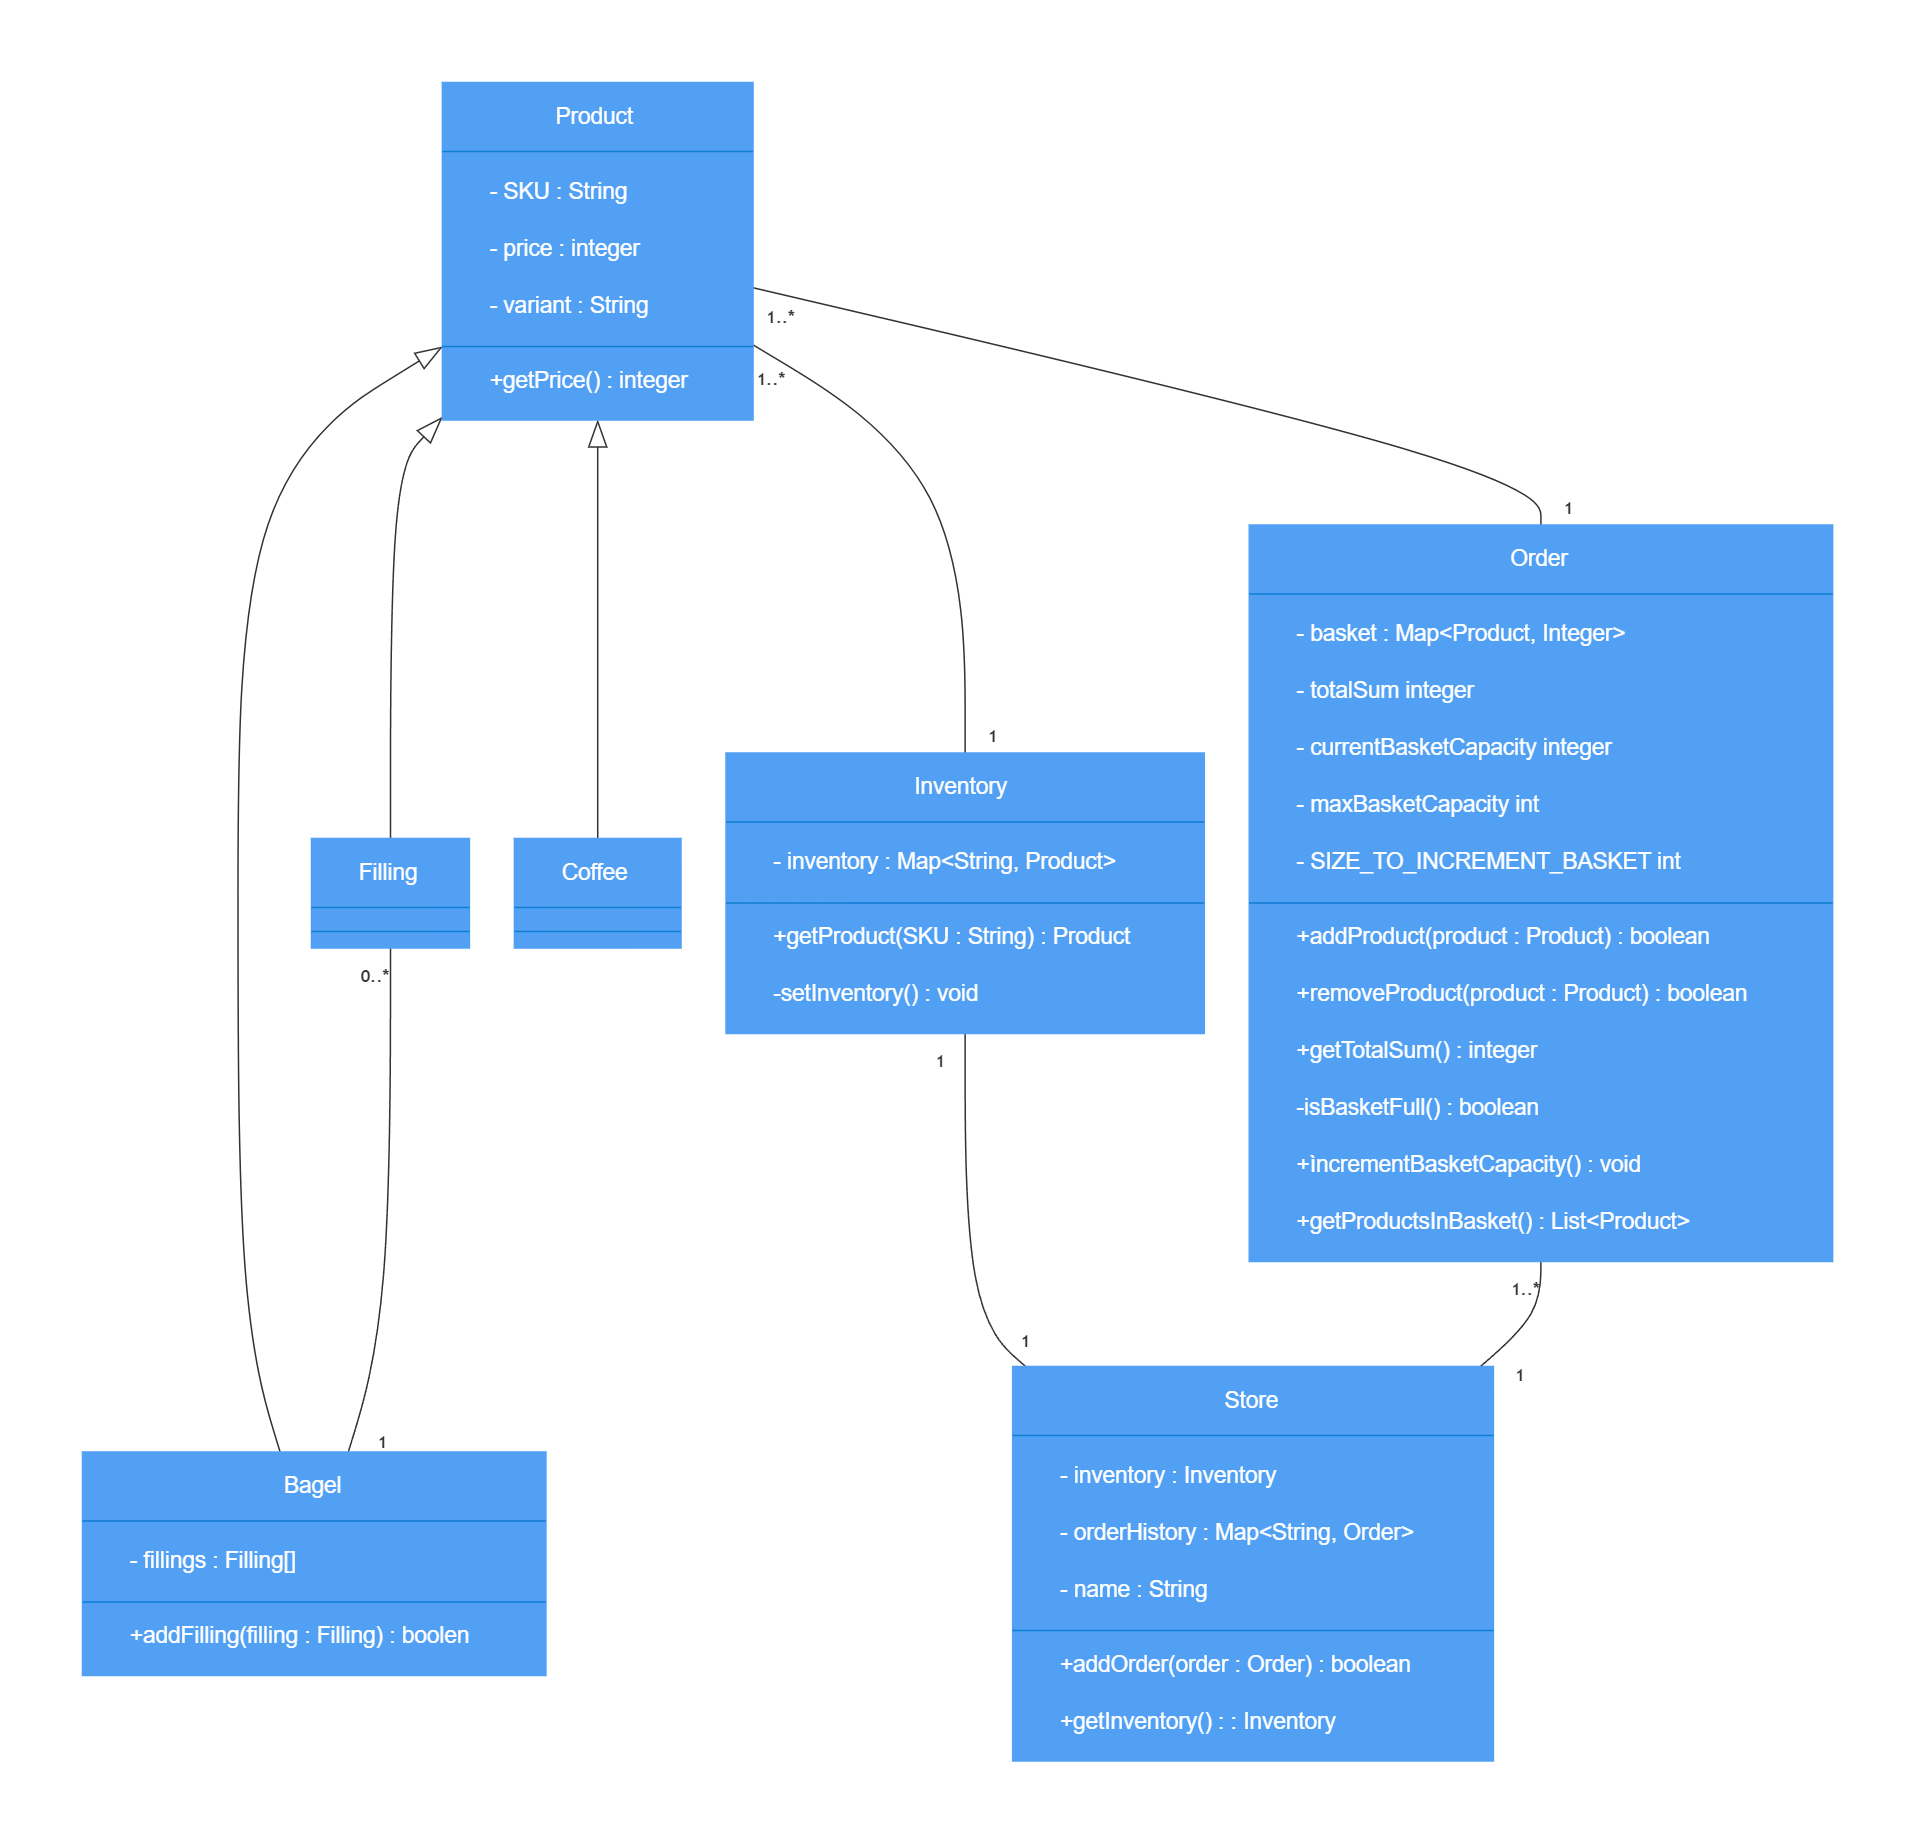 Product
- SKU : String
- price : integer
- variant : String
+getPrice() : integer
1..*
1..*
1
Order
- basket : Map<Product, Integer>
- totalSum integer
- currentBasketCapacity integer
- maxBasketCapacity int
- SIZE_TO_INCREMENT_BASKET int
+addProduct(product : Product) : boolean
+removeProduct(product : Product) : boolean
+getTotalSum() : integer
-isBasketFull() : boolean
+ìncrementBasketCapacity() : void
+getProductsInBasket() : List<Product>
1
Inventory
- inventory : Map<String, Product>
+getProduct(SKU : String) : Product
-setInventory() : void
Filling
Coffee
0..*
1
1..*
1
1
Store
- inventory : Inventory
- orderHistory : Map<String, Order>
- name : String
+addOrder(order : Order) : boolean
+getInventory() : : Inventory
1
Bagel
- fillings : Filling[]
+addFilling(filling : Filling) : boolen